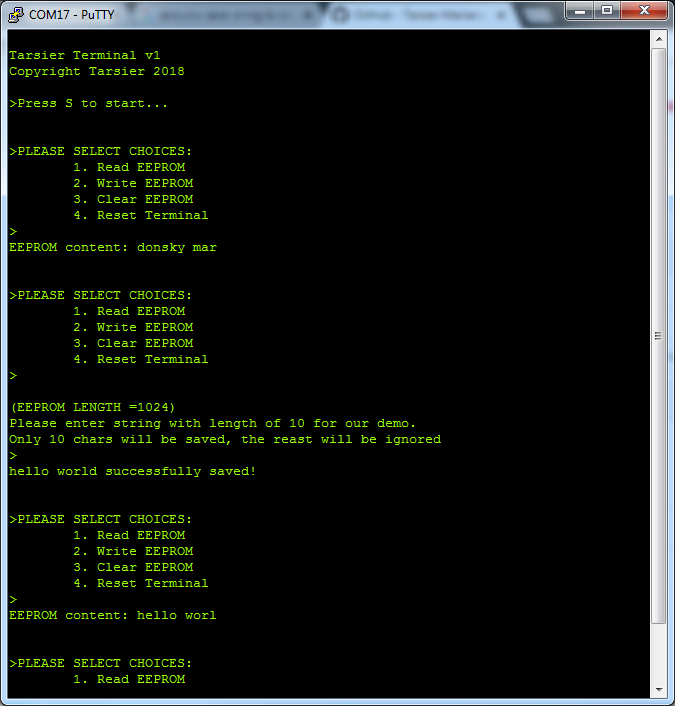 COM17 - PuTTY
Tarsier Terminal v1
Copyright Tarsier 2018
>Press S to start...
>PLEASE SELECT CHOICES:
1. Read EEPROM
2. Write EEPROM
3. Clear EEPROM
4. Reset Terminal
>
EEPROM content: donsky mar
>PLEASE SELECT CHOICES:
1. Read EEPROM
2. Write EEPROM
3. Clear EEPROM
4. Reset Terminal
>
(EEPROM LENGTH =1024)
Please enter string with length of 10 for our demo.
Only 10 chars will be saved, the reast will be ignored
>
hello world successfully saved!
>PLEASE SELECT CHOICES:
1. Read EEPROM
2. Write EEPROM
3. Clear EEPROM
4. Reset Terminal
>
EEPROM content: hello worl
>PLEASE SELECT CHOICES:
1. Read EEPROM